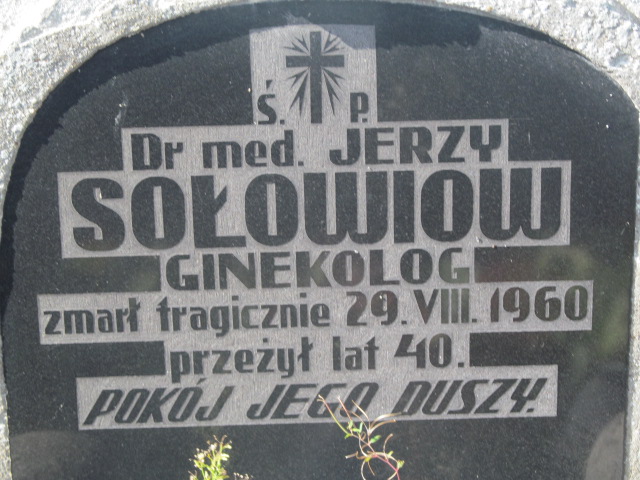 Ś. P.
Dr med. JERZY
SOŁOWIOW
GINEKOLOG
zmarł tragicznie 29. VIII. 1960
przeżył lat 40.
POKÓJ JEGO DUSZY.